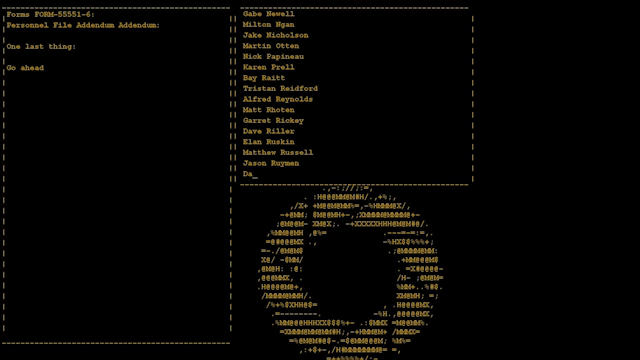 Forms FORM-55551-6:
Personnel File Addendum Addendum:
One last thing:
Go ahead
Gabe Newell
Milton Ngan
Jake Nicholson
Martin Otten
Nick Papineau
Karen Prell
Bay Raitt
Tristan Reidford
Alfred Reynolds
Matt Rhoten
Garret Rickey
Dave Riller
Elan Ruskin
Matthew Russell
Jason Ruymen
Da_